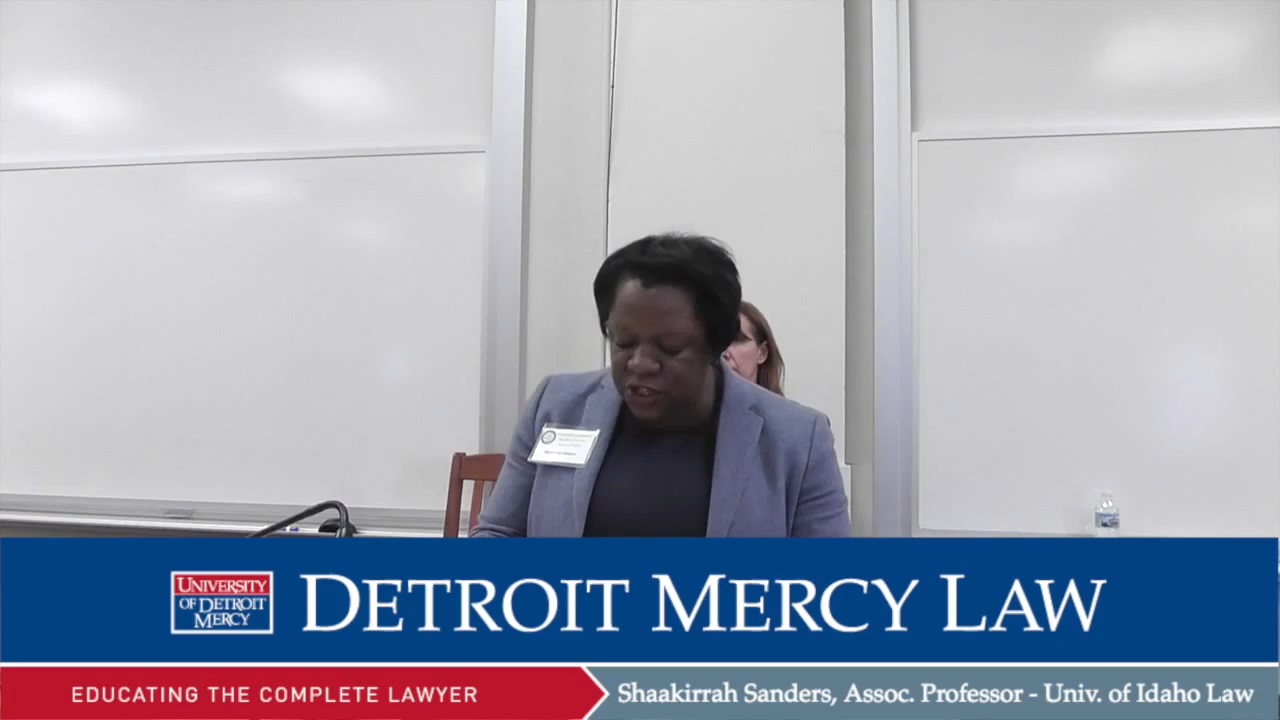 UNIVERSITY
OF DETROIT
MERCY
DETROIT MERCY LAW
EDUCATING THE COMPLETE LAWYER
Shaakirrah Sanders, Assoc. Professor - Univ. of Idaho Law